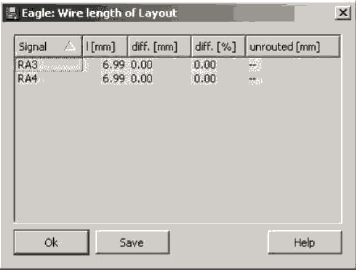 Eagle: Wire length of Layout
Signal l [mm] diff. [mm] diff. [%] unrouted [mm]
RA3 6.99 0.00 0.00 --
RA4 6.99 0.00 0.00 --
Ok Save Help